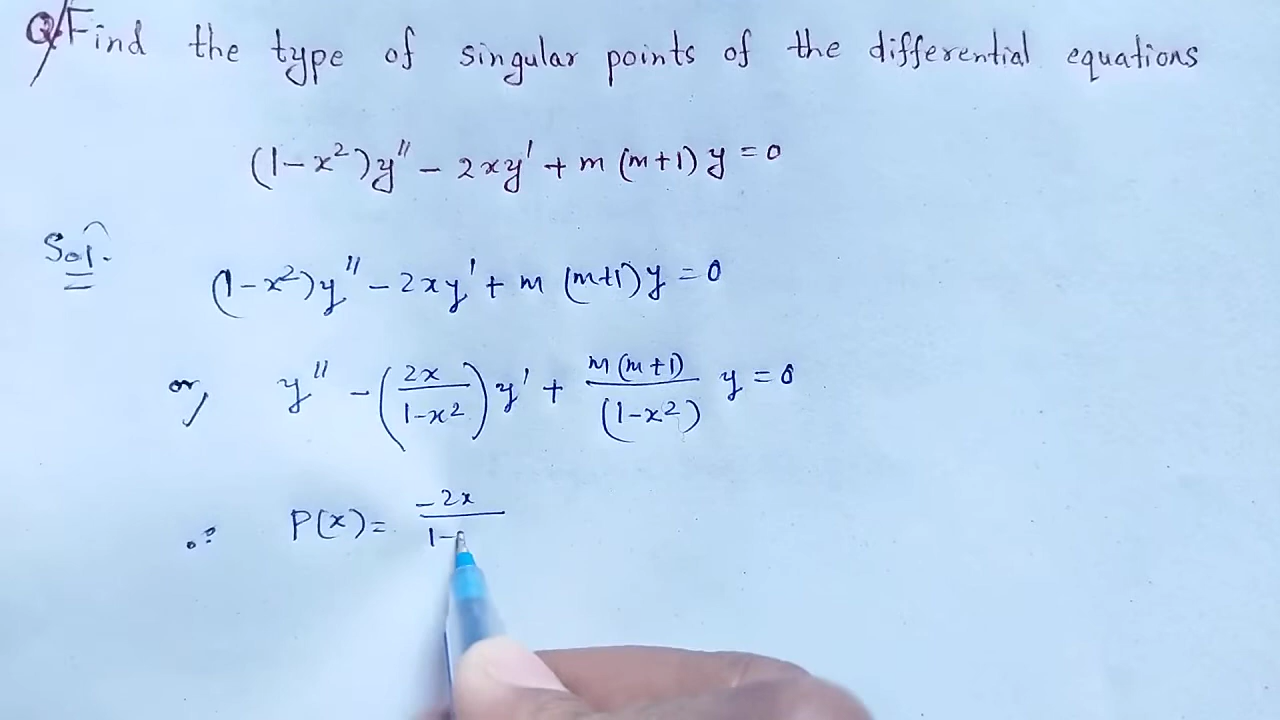 Q/ Find the type of singular points of the differential equations
(1-x²)y'' - 2xy' + m(m+1)y = 0
Sol.
(1-x²)y'' - 2xy' + m(m+1)y = 0
or, y'' - (2x/(1-x²))y' + m(m+1)/(1-x²) y = 0
∴ P(x) = -2x/1-